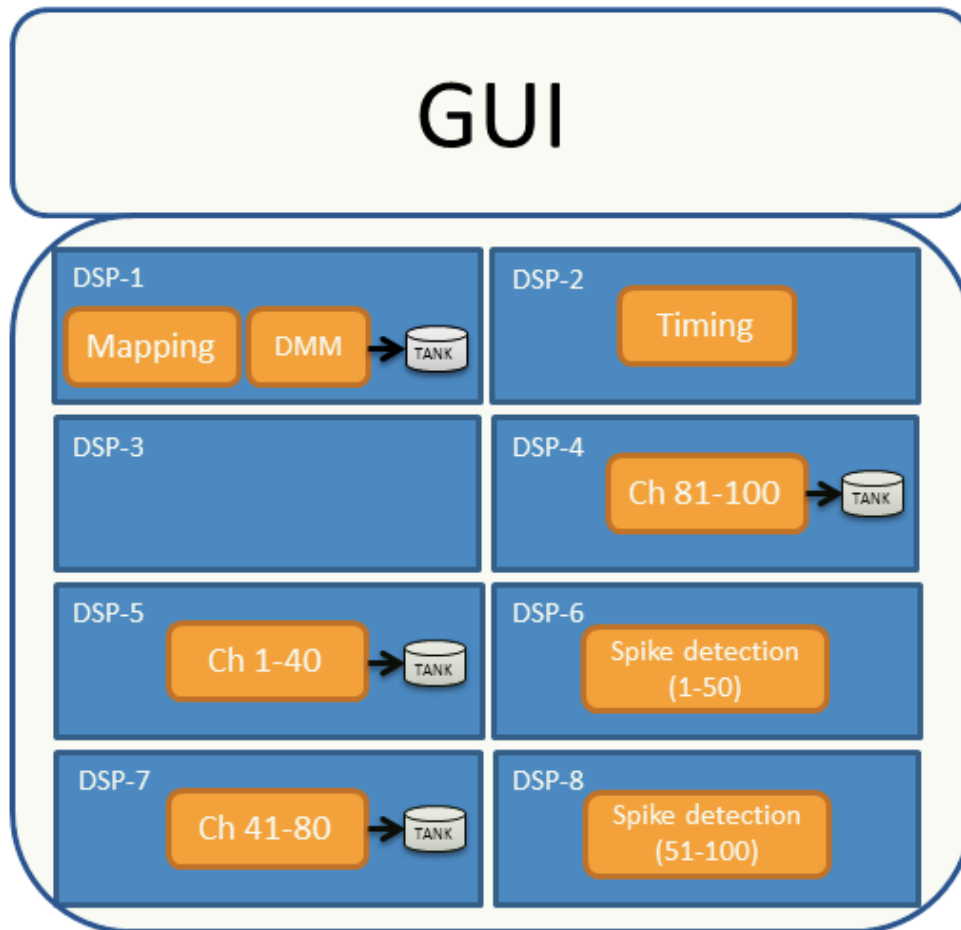 GUI
DSP-1
Mapping
DMM
TANK
DSP-2
Timing
DSP-3
DSP-4
Ch 81-100
TANK
DSP-5
Ch 1-40
TANK
DSP-6
Spike detection
(1-50)
DSP-7
Ch 41-80
TANK
DSP-8
Spike detection
(51-100)